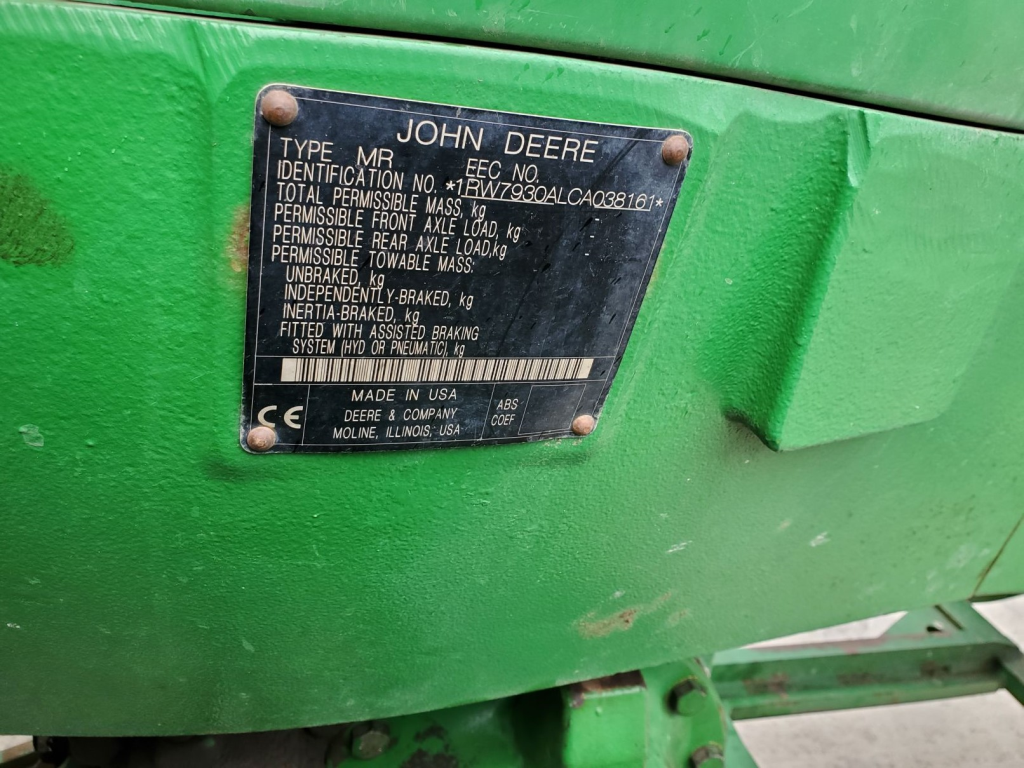 JOHN DEERE
TYPE MR EEC NO.
IDENTIFICATION NO. *1RW7930ALCA038161*
TOTAL PERMISSIBLE MASS, kg
PERMISSIBLE FRONT AXLE LOAD, kg
PERMISSIBLE REAR AXLE LOAD,kg
PERMISSIBLE TOWABLE MASS:
UNBRAKED, kg
INDEPENDENTLY-BRAKED, kg
INERTIA-BRAKED, kg
FITTED WITH ASSISTED BRAKING
SYSTEM (HYD OR PNEUMATIC), kg
MADE IN USA
CE DEERE & COMPANY ABS
MOLINE, ILLINOIS, USA COEF